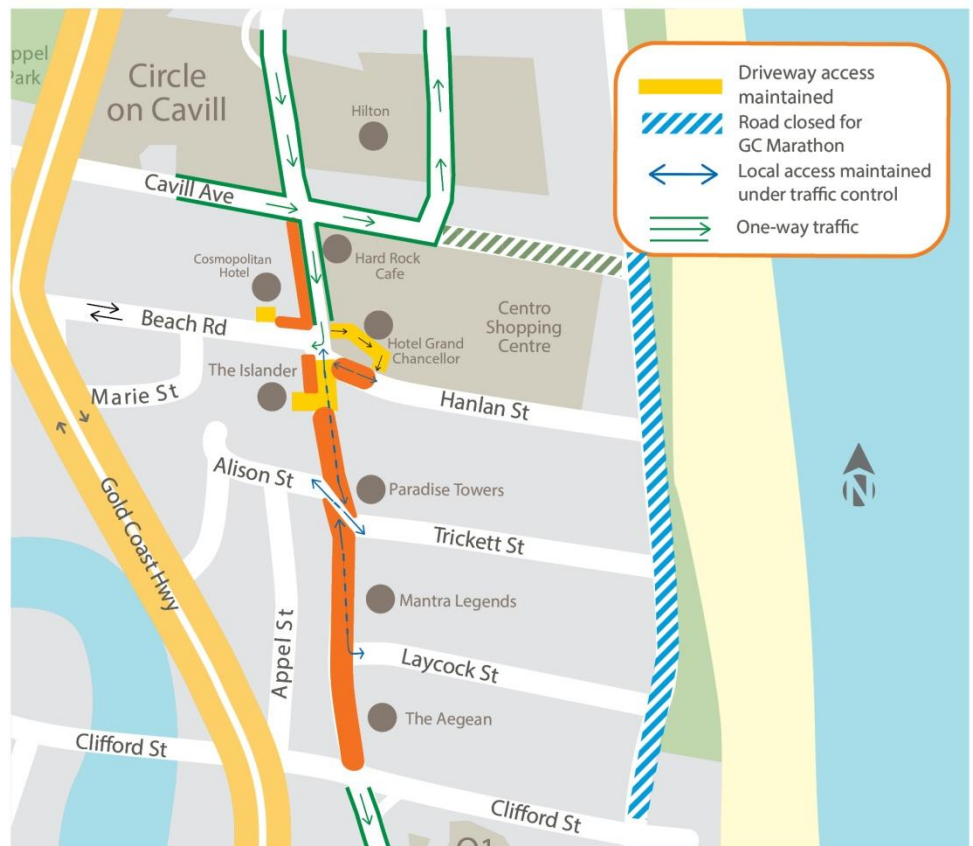 ppel
Park
Circle
on Cavill
Hilton
Driveway access
maintained
Road closed for
GC Marathon
Local access maintained
under traffic control
One-way traffic
Cavill Ave
Cosmopolitan
Hotel
Hard Rock
Cafe
Centro
Shopping
Centre
Beach Rd
Hotel Grand
Chancellor
The Islander
Marie St
Hanlan St
Alison St
Paradise Towers
N
Trickett St
Gold Coast Hwy
Mantra Legends
Appel St
Laycock St
The Aegean
Clifford St
Clifford St
Q1